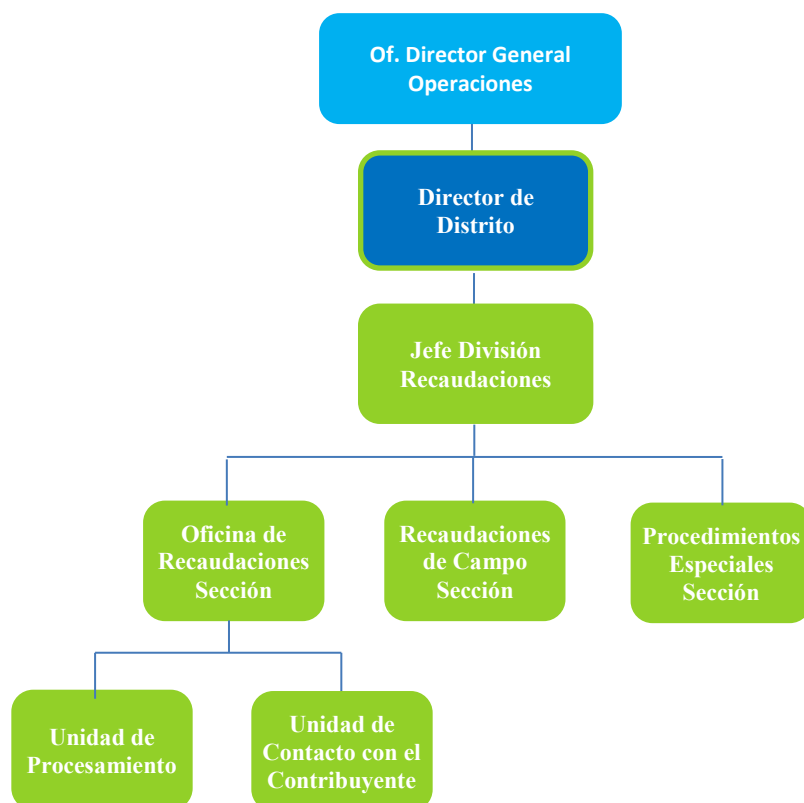 Of. Director General
Operaciones
Director de
Distrito
Jefe División
Recaudaciones
Oficina de
Recaudaciones
Sección
Recaudaciones
de Campo
Sección
Procedimientos
Especiales
Sección
Unidad de
Procesamiento
Unidad de
Contacto con el
Contribuyente